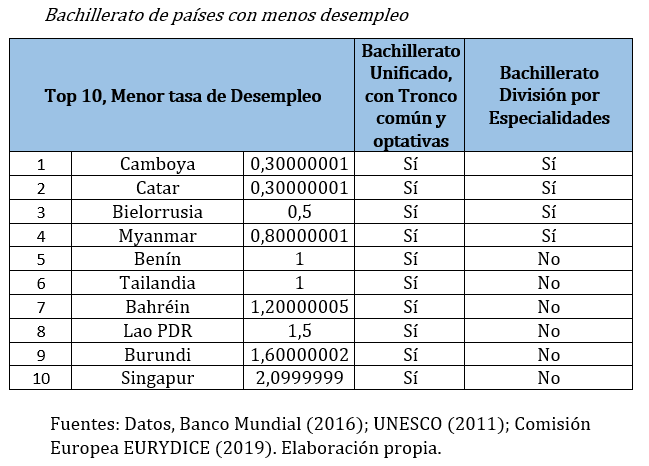 Bachillerato de países con menos desempleo
Top 10, Menor tasa de Desempleo
Bachillerato
Unificado,
con Tronco
común y
optativas
Bachillerato
División por
Especialidades
1 Camboya 0,30000001 Sí Sí
2 Catar 0,30000001 Sí Sí
3 Bielorrusia 0,5 Sí Sí
4 Myanmar 0,80000001 Sí Sí
5 Benín 1 Sí No
6 Tailandia 1 Sí No
7 Bahréin 1,20000005 Sí No
8 Lao PDR 1,5 Sí No
9 Burundi 1,60000002 Sí No
10 Singapur 2,0999999 Sí No
Fuentes: Datos, Banco Mundial (2016); UNESCO (2011); Comisión
Europea EURYDICE (2019). Elaboración propia.